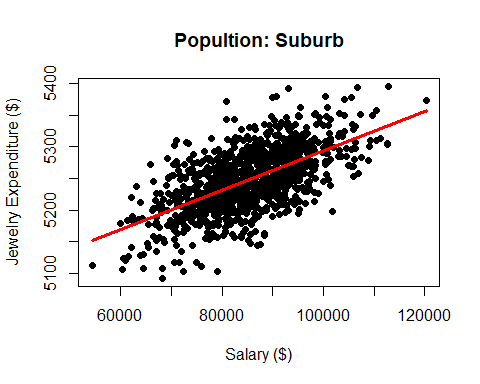 Popultion: Suburb
Jewelry Expenditure ($)
5400
5300
5200
5100
60000 80000 100000 120000
Salary ($)